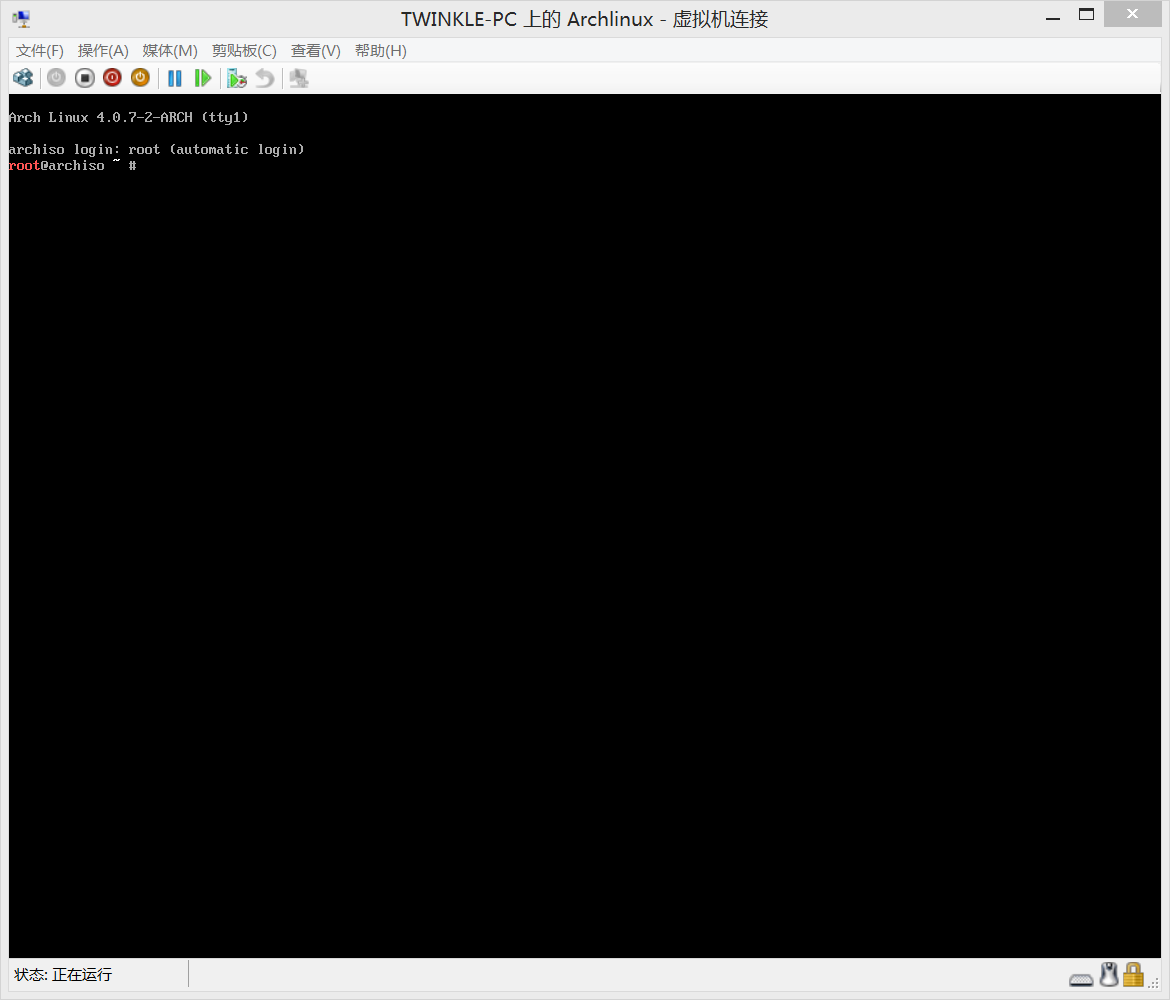 TWINKLE-PC 上的 Archlinux - 虚拟机连接
文件(F) 操作(A) 媒体(M) 剪贴板(C) 查看(V) 帮助(H)
Arch Linux 4.0.7-2-ARCH (tty1)
archiso login: root (automatic login)
root@archiso ~ #
状态: 正在运行